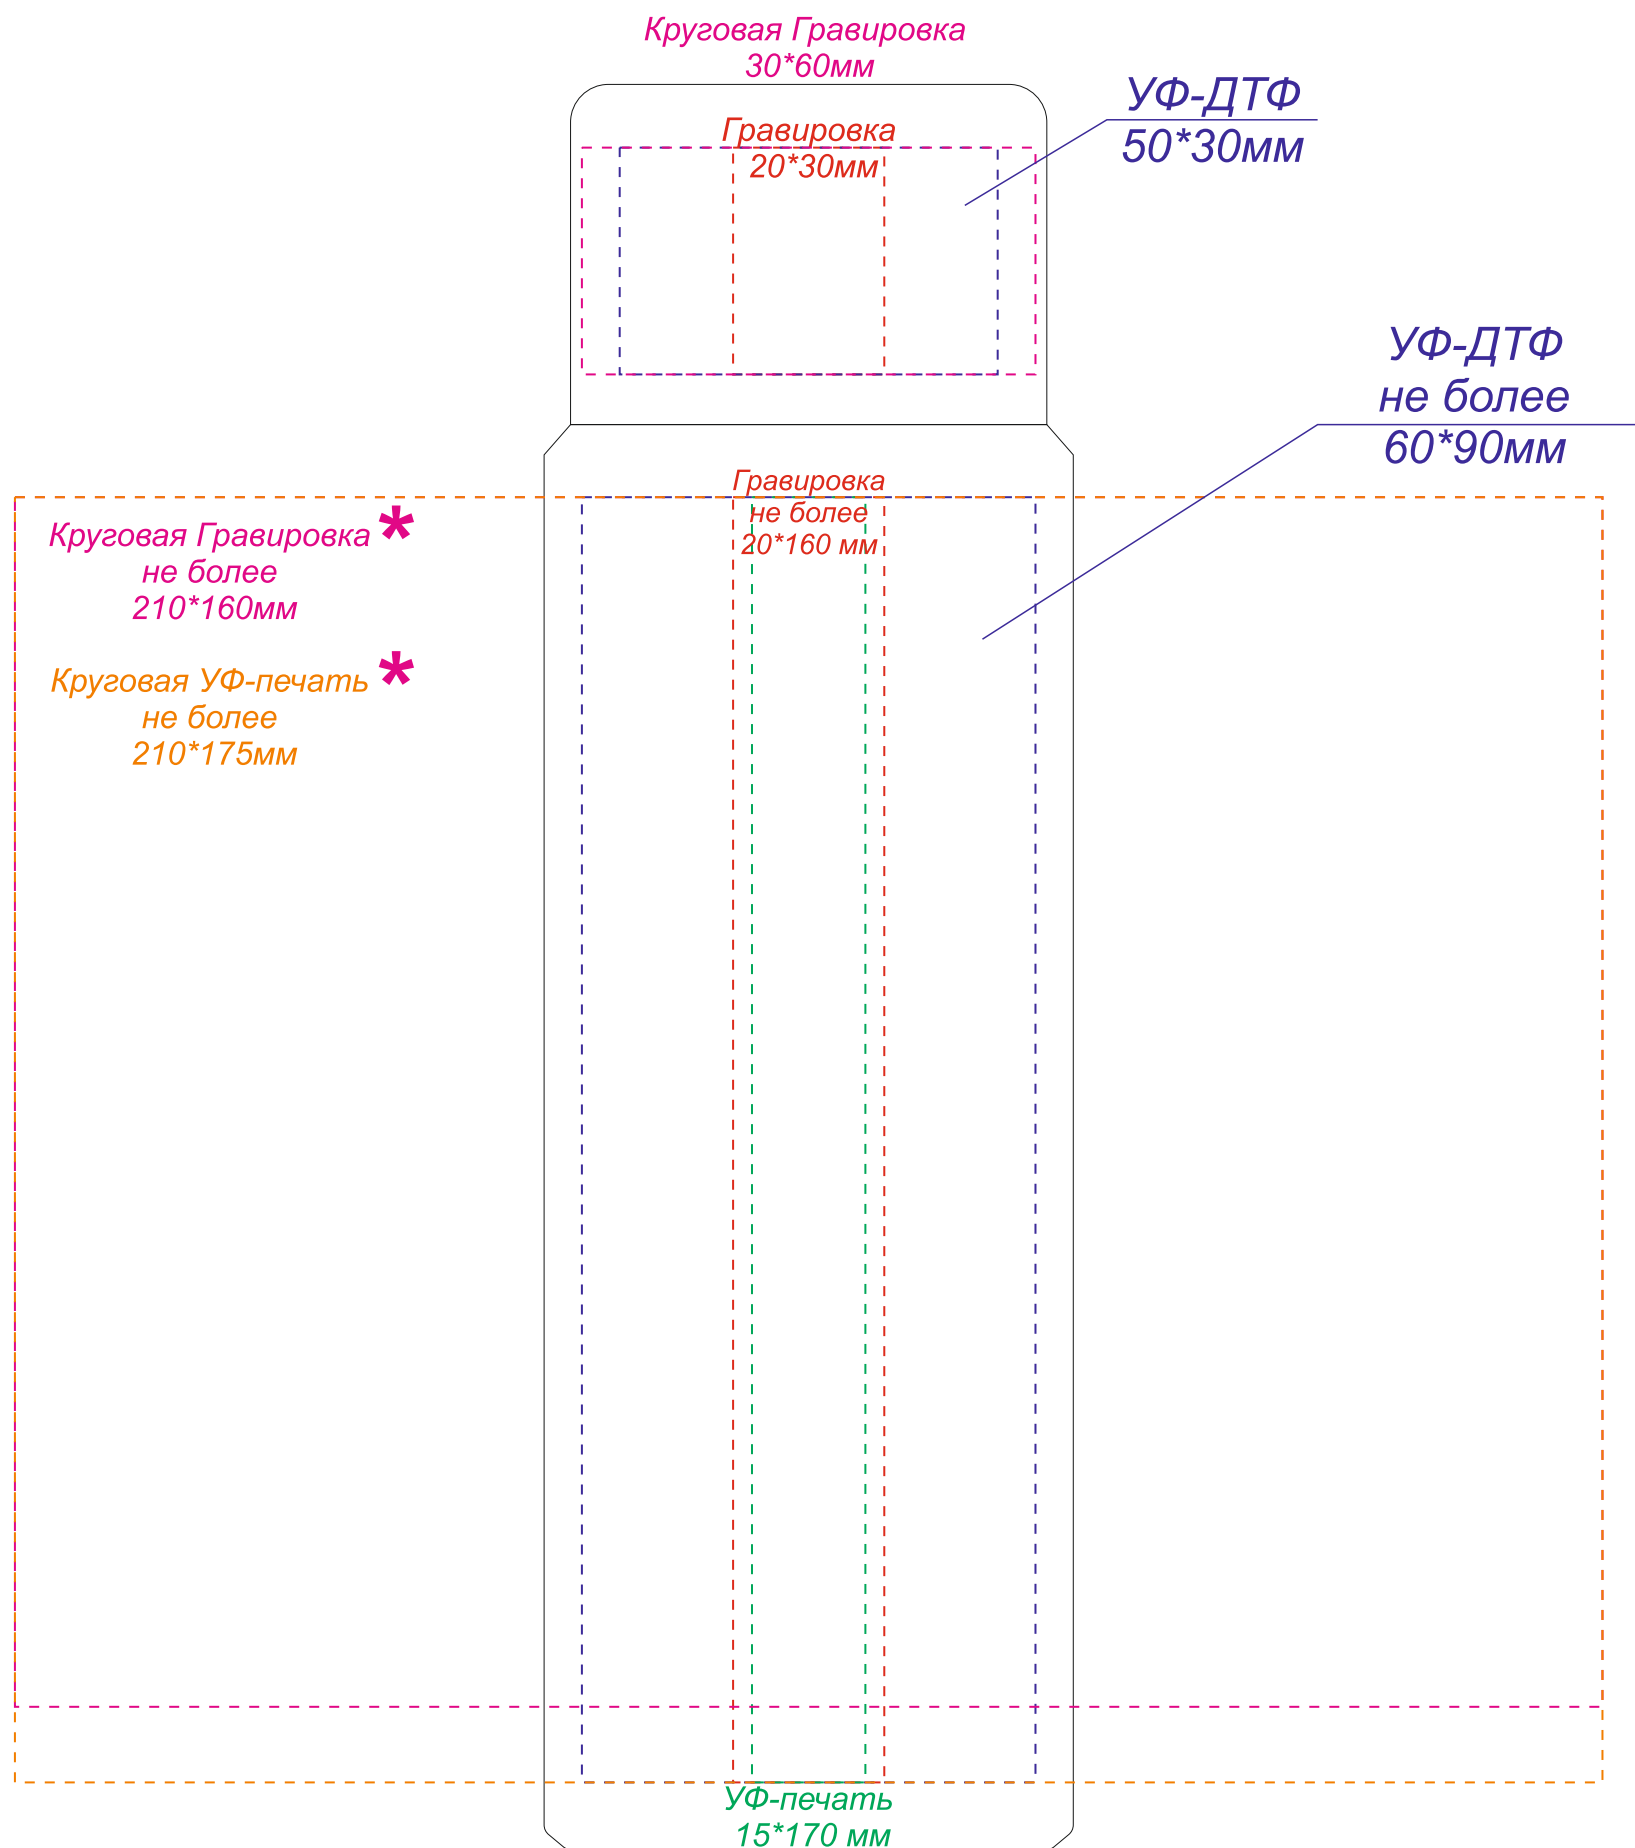 Круговая Гравировка
30*60мм
УФ-ДТФ
50*30мм
Гравировка
20*30мм
УФ-ДТФ
не более
60*90мм
Гравировка
не более
20*160 мм
Круговая Гравировка *
не более
210*160мм
Круговая УФ-печать *
не более
210*175мм
УФ-печать
15*170 мм